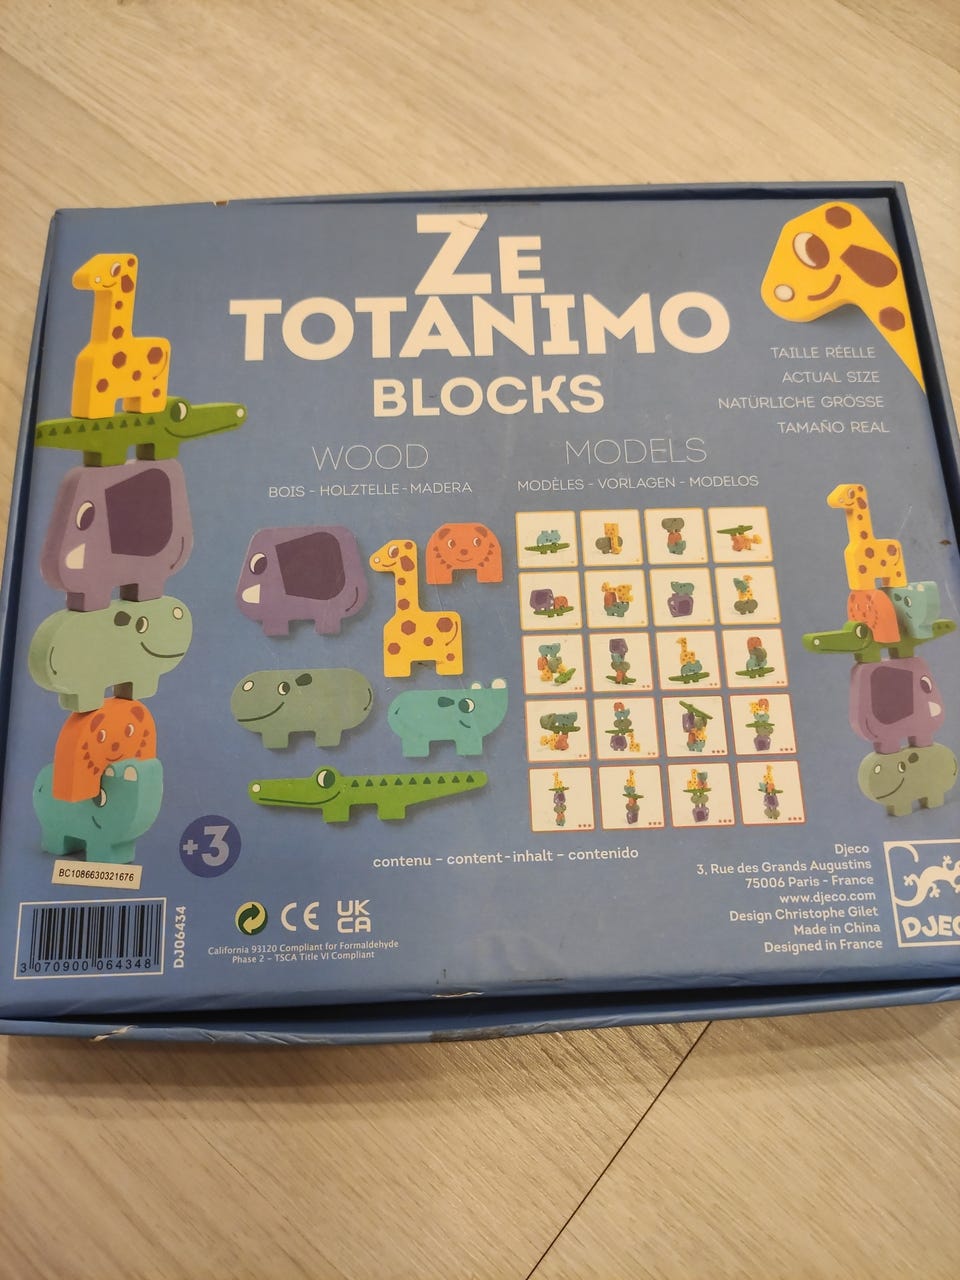 ZE
TOTANIMO
BLOCKS
TAILLE RÉELLE
ACTUAL SIZE
NATÜRLICHE GRÖSSE
TAMAÑO REAL
WOOD
BOIS - HOLZTELLE - MADERA
MODELS
MODÈLES - VORLAGEN - MODELOS
+3
contenu - content - inhalt - contenido
BC1086630321676
3 070900 064348
DJ06434
CE
UK
CA
California 93120 Compliant for Formaldehyde
Phase 2 - TSCA Title VI Compliant
Djeco
3, Rue des Grands Augustins
75006 Paris - France
www.djeco.com
Design Christophe Gilet
Made in China
Designed in France
DJEC